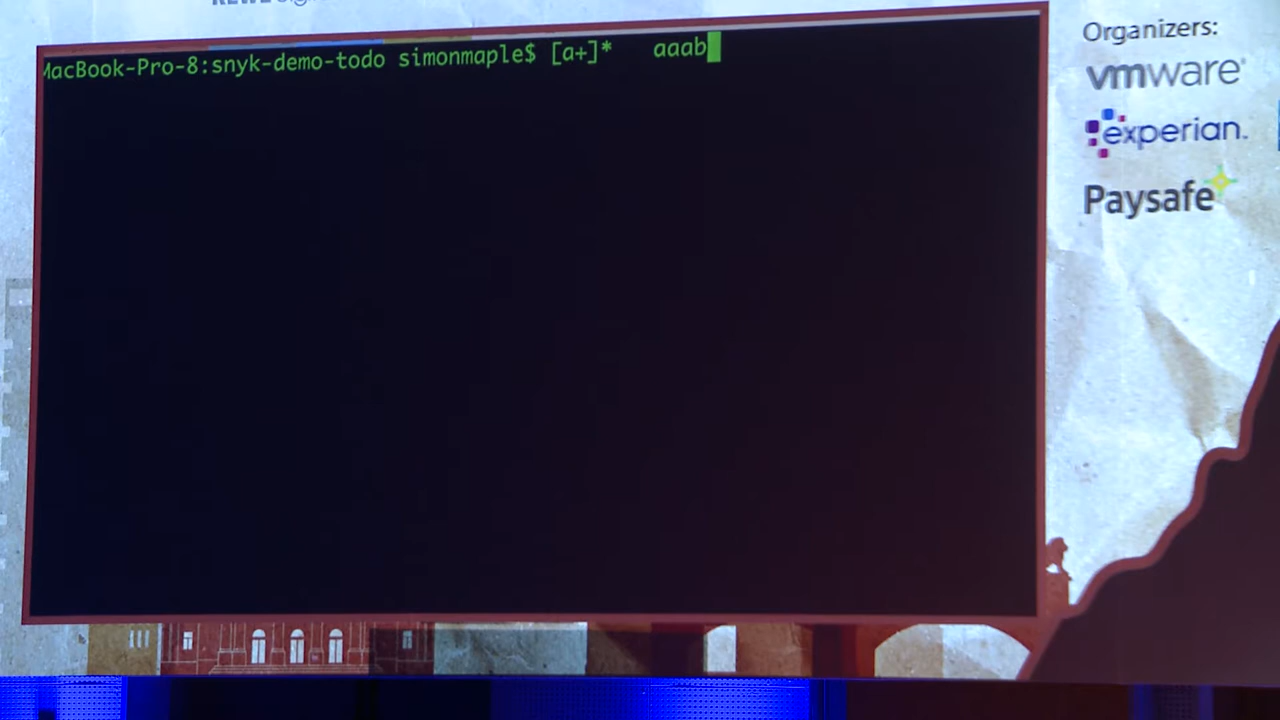 MacBook-Pro-8:snyk-demo-todo simonmaple$ [a+]*   aaab
Organizers:
vmware
experian.
Paysafe